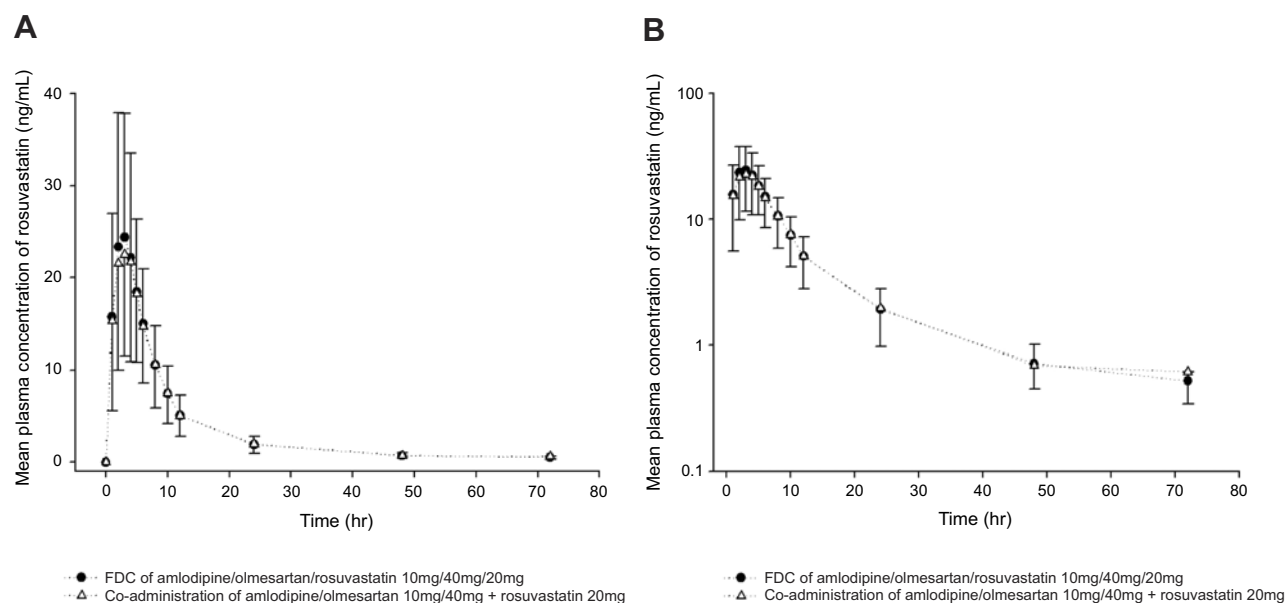 A
Mean plasma concentration of rosuvastatin (ng/mL)
40
30
20
10
0
0 10 20 30 40 50 60 70 80
Time (hr)
FDC of amlodipine/olmesartan/rosuvastatin 10mg/40mg/20mg
Co-administration of amlodipine/olmesartan 10mg/40mg + rosuvastatin 20mg
B
Mean plasma concentration of rosuvastatin (ng/mL)
100
10
1
0.1
0 10 20 30 40 50 60 70 80
Time (hr)
FDC of amlodipine/olmesartan/rosuvastatin 10mg/40mg/20mg
Co-administration of amlodipine/olmesartan 10mg/40mg + rosuvastatin 20mg